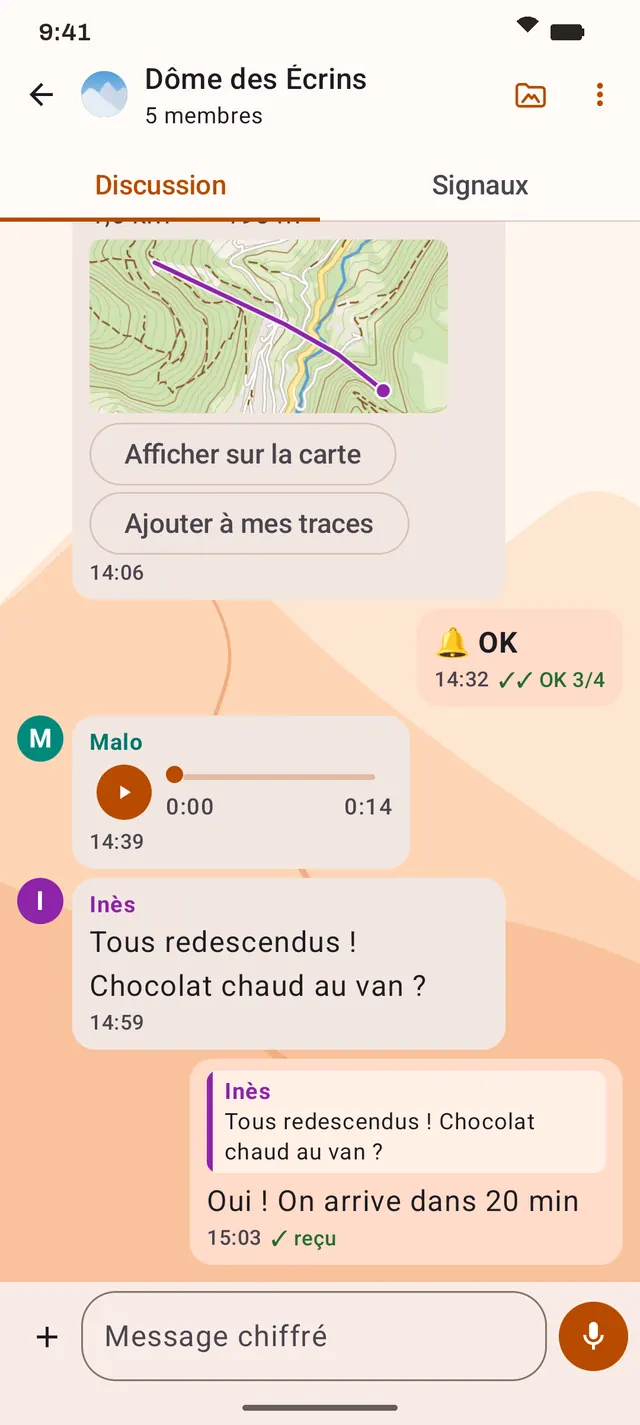 9:41
Dôme des Écrins
5 membres
Discussion
Signaux
Afficher sur la carte
Ajouter à mes traces
14:06
🔔 OK
14:32 ✓✓ OK 3/4
M
Malo
0:00
0:14
14:39
I
Inès
Tous redescendus !
Chocolat chaud au van ?
14:59
Inès
Tous redescendus ! Chocolat
chaud au van ?
Oui ! On arrive dans 20 min
15:03 ✓ reçu
Message chiffré